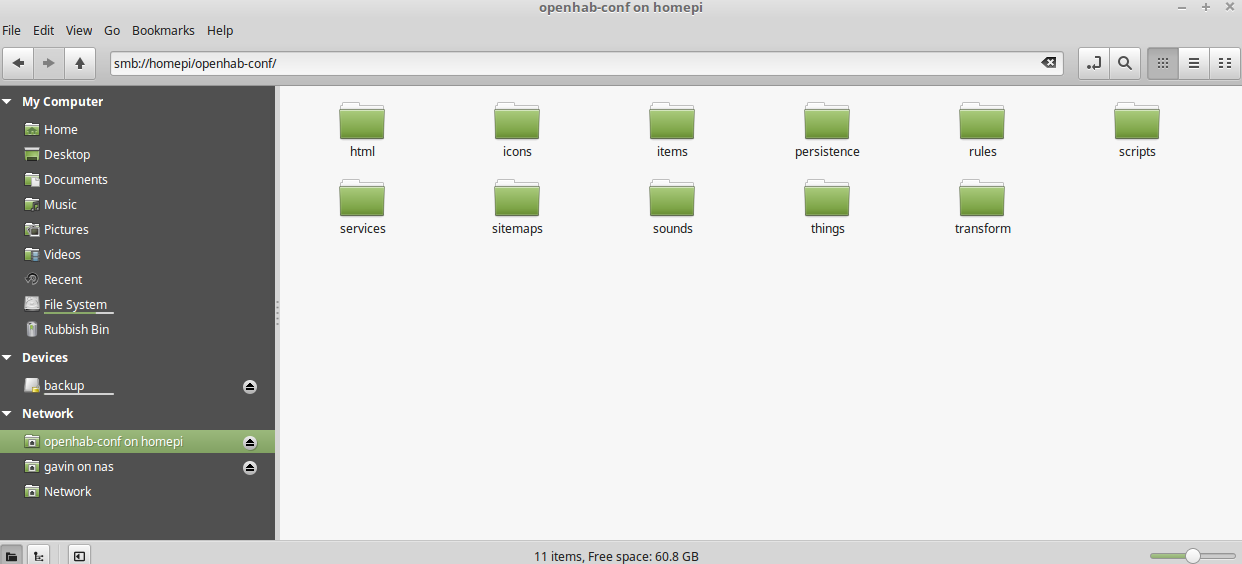 openhab-conf on homepi
File Edit View Go Bookmarks Help
smb://homepi/openhab-conf/
My Computer
Home
Desktop
Documents
Music
Pictures
Videos
Recent
File System
Rubbish Bin
Devices
backup
Network
openhab-conf on homepi
gavin on nas
Network
html icons items persistence rules scripts
services sitemaps sounds things transform
11 items, Free space: 60.8 GB